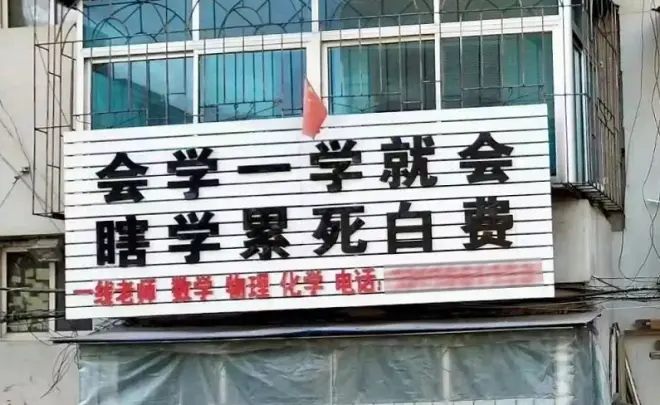 会学一学就会
瞎学累死白费
一线老师 数学 物理 化学 电话: